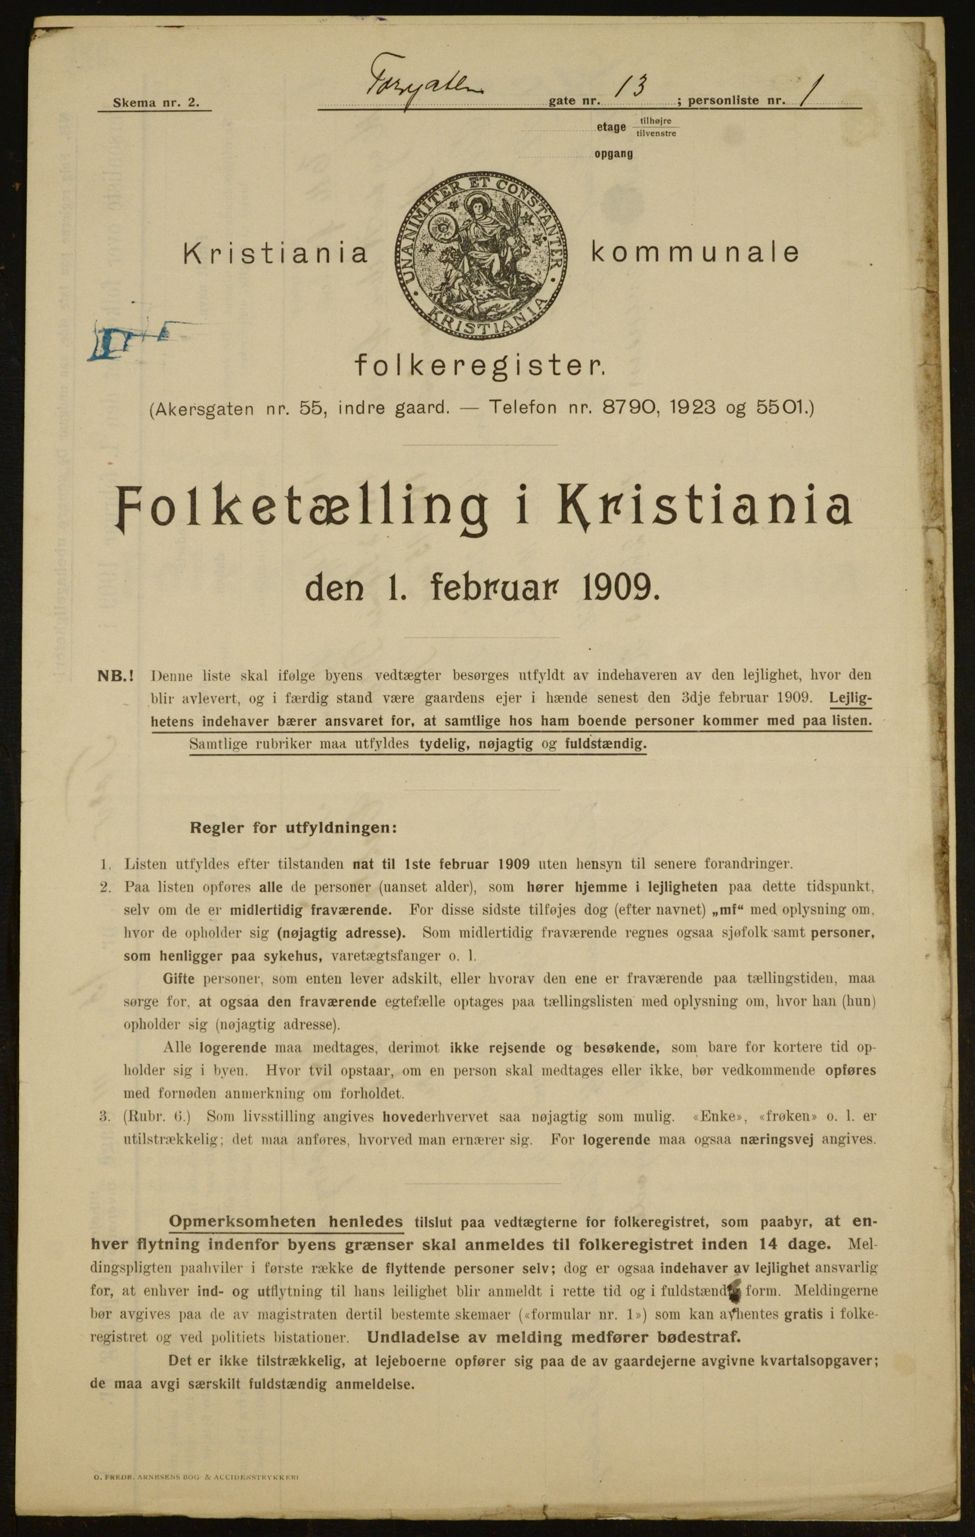 Torvgaten
Skema nr. 2. gate nr. 13 ; personliste nr. 1
etage tilhøjre
tilvenstre
opgang
UNANIMITER ET CONSTANTER
KRISTIANIA
Kristiania kommunale
folkeregister.
(Akersgaten nr. 55, indre gaard. — Telefon nr. 8790, 1923 og 5501.)
Folketælling i Kristiania
den 1. februar 1909.
NB.! Denne liste skal ifølge byens vedtægter besørges utfyldt av indehaveren av den lejlighet, hvor den
blir avlevert, og i færdig stand være gaardens ejer i hænde senest den 3dje februar 1909. Lejlig-
hetens indehaver bærer ansvaret for, at samtlige hos ham boende personer kommer med paa listen.
Samtlige rubriker maa utfyldes tydelig, nøjagtig og fuldstændig.
Regler for utfyldningen:
1. Listen utfyldes efter tilstanden nat til 1ste februar 1909 uten hensyn til senere forandringer.
2. Paa listen opføres alle de personer (uanset alder), som hører hjemme i lejligheten paa dette tidspunkt,
selv om de er midlertidig fraværende. For disse sidste tilføjes dog (efter navnet) „mf“ med oplysning om,
hvor de opholder sig (nøjagtig adresse). Som midlertidig fraværende regnes ogsaa sjøfolk samt personer,
som henligger paa sykehus, varetægtsfanger o. l.
Gifte personer, som enten lever adskilt, eller hvorav den ene er fraværende paa tællingstiden, maa
sørge for, at ogsaa den fraværende egtefælle optages paa tællingslisten med oplysning om, hvor han (hun)
opholder sig (nøjagtig adresse).
Alle logerende maa medtages, derimot ikke rejsende og besøkende, som bare for kortere tid op-
holder sig i byen. Hvor tvil opstaar, om en person skal medtages eller ikke, bør vedkommende opføres
med fornøden anmerkning om forholdet.
3. (Rubr. 6.) Som livsstilling angives hovederhvervet saa nøjagtig som mulig. «Enke», «frøken» o. l. er
utilstrækkelig; det maa anføres, hvorved man ernærer sig. For logerende maa ogsaa næringsvej angives.
Opmerksomheten henledes tilslut paa vedtægterne for folkeregistret, som paabyr, at en-
hver flytning indenfor byens grænser skal anmeldes til folkeregistret inden 14 dage. Mel-
dingspligten paahviler i første række de flyttende personer selv; dog er ogsaa indehaver av lejlighet ansvarlig
for, at enhver ind- og utflytning til hans leilighet blir anmeldt i rette tid og i fuldstændig form. Meldingerne
bør avgives paa de av magistraten dertil bestemte skemaer («formular nr. 1») som kan avhentes gratis i folke-
registret og ved politiets bistationer. Undladelse av melding medfører bødestraf.
Det er ikke tilstrækkelig, at lejeboerne opfører sig paa de av gaardejerne avgivne kvartalsopgaver;
de maa avgi særskilt fuldstændig anmeldelse.
O. FREDR. ARNESENS BOG- & ACCIDENSTRYKKERI